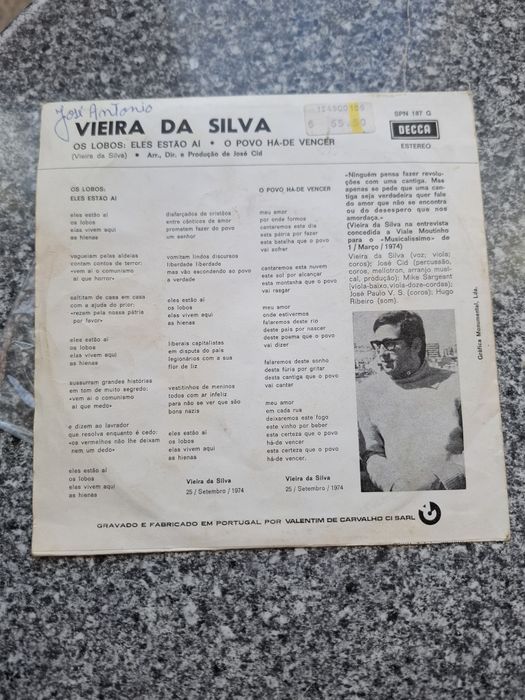 José Antonio
VIEIRA DA SILVA
OS LOBOS: ELES ESTÃO AÍ • O POVO HÁ-DE VENCER
(Vieira da Silva) • Arr., Dir. e Produção de José Cid
$ 55.50
SPN 187 G
DECCA
ESTEREO
OS LOBOS:
ELES ESTÃO AI
eles estão aí
os lobos
elas vivem aqui
as hienas
vagueiam pelas aldeias
contam contos de terror:
«vem aí o comunismo
ai que horror»
saltitam de casa em casa
com a ajuda do prior:
«rezem pela nossa pátria
por favor»
eles estão aí
os lobos
elas vivem aqui
as hienas
sussurram grandes histórias
em tom de muito segredo:
«vem aí o comunismo
ai que medo»
e dizem ao lavrador
que resolva enquanto é cedo:
«os vermelhos não lhe deixam
nem um dedo»
eles estão aí
os lobos
elas vivem aqui
as hienas
disfarçados de cristãos
entre cânticos de amor
prometem fazer do povo
um senhor
vomitam lindos discursos
liberdade liberdade
mas vão escondendo ao povo
a verdade
eles estão aí
os lobos
elas vivem aqui
as hienas
liberais capitalistas
em disputa do país
legionários com a sua
flor de liz
vestitinhos de meninos
todos com ar infeliz
para não se ver que são
bons nazis
eles estão aí
os lobos
elas vivem aqui
as hienas
Vieira da Silva
25 / Setembro / 1974
O POVO HÁ-DE VENCER
meu amor
por onde formos
cantaremos este dia
esta pátria por fazer
esta batalha que o povo
vai sofrer
cantaremos esta nuvem
este sol por alcançar
esta montanha que o povo
vai rasgar
meu amor
onde estivermos
falaremos deste rio
deste país por nascer
deste poema que o povo
vai dizer
falaremos deste sonho
desta fúria por gritar
desta cantiga que o povo
vai cantar
meu amor
em cada rua
deixaremos este fogo
este vinho por beber
esta certeza que o povo
há-de vencer
esta certeza que o povo
há-de vencer.
Vieira da Silva
25 / Setembro / 1974
«Ninguém pensa fazer revolu-
ções com uma cantiga. Mas
apenas se pede que uma can-
tiga seja verdadeira quer fale
do amor que não se encontra
ou do desespero que nos
amordaça.»
(Vieira da Silva na entrevista
concedida a Viale Moutinho
para o «Musicalíssimo» de
1 / Março / 1974)
Vieira da Silva (voz; viola;
coros); José Cid (percussão,
coros, mellotron, arranjo musi-
cal, produção); Mike Sargeant
(viola-baixo, viola-doze-cordas);
José Paulo V. S. (coros); Hugo
Ribeiro (som).
Gráfica Monumental, Lda.
GRAVADO E FABRICADO EM PORTUGAL POR VALENTIM DE CARVALHO CI SARL